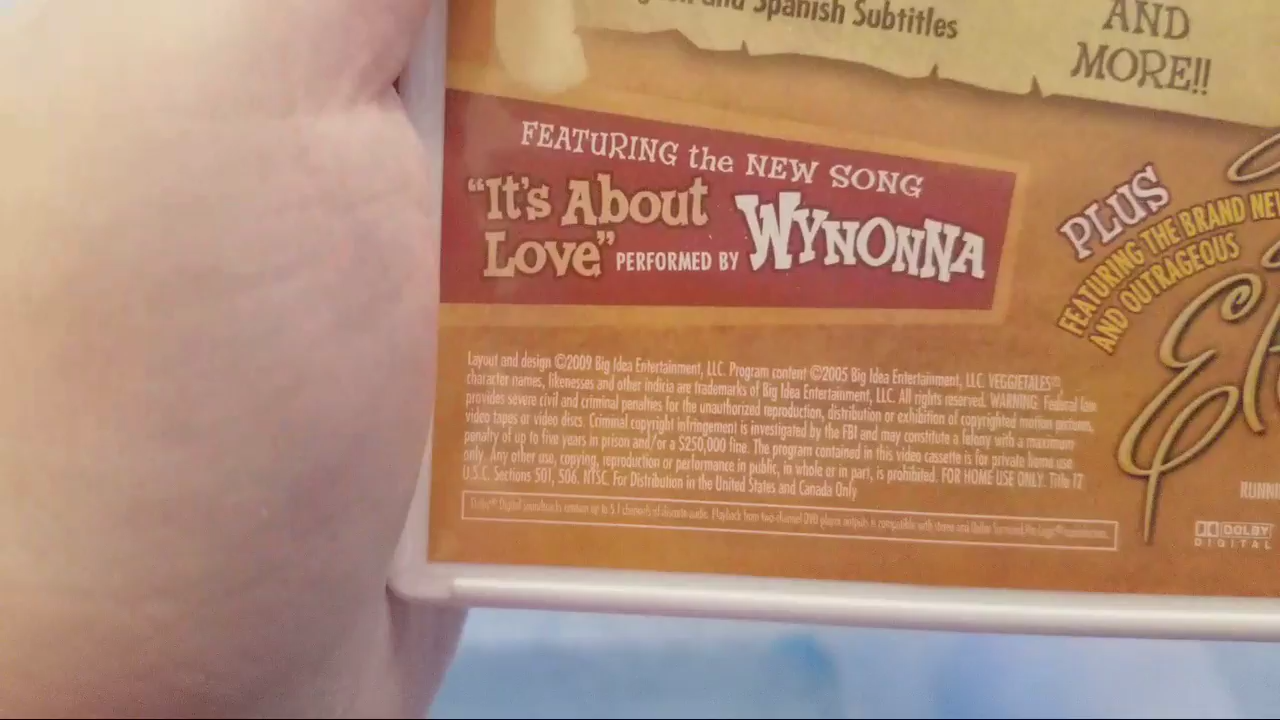 and Spanish Subtitles
AND
MORE!!
FEATURING the NEW SONG
"It's About
Love" PERFORMED BY WYNONNA
PLUS
FEATURING THE BRAND NEW
AND OUTRAGEOUS
Layout and design ©2009 Big Idea Entertainment, LLC. Program content ©2005 Big Idea Entertainment, LLC. VEGGIETALES
character names, likenesses and other indicia are trademarks of Big Idea Entertainment, LLC. All rights reserved. WARNING: Federal law
provides severe civil and criminal penalties for the unauthorized reproduction, distribution or exhibition of copyrighted motion pictures,
video tapes or video discs. Criminal copyright infringement is investigated by the FBI and may constitute a felony with a maximum
penalty of up to five years in prison and/or a $250,000 fine. The program contained in this video cassette is for private home use
only. Any other use, copying, reproduction or performance in public, in whole or in part, is prohibited. FOR HOME USE ONLY. Title 17
U.S.C. Sections 501, 506. NTSC. For Distribution in the United States and Canada Only
RUNN
DOLBY
DIGITAL